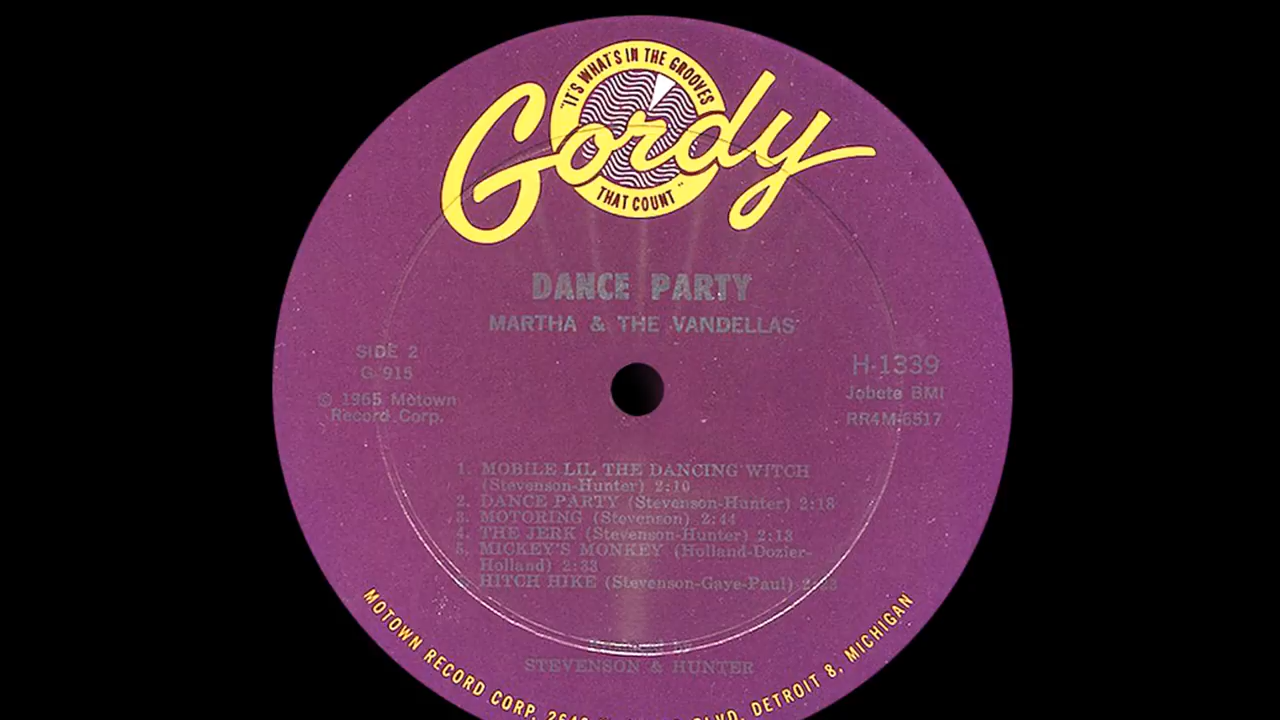 "IT'S WHAT'S IN THE GROOVES
Gordy
THAT COUNT"
DANCE PARTY
MARTHA & THE VANDELLAS
SIDE 2
G 915
© 1965 Motown
Record Corp.
H-1339
Jobete BMI
RR4M-6517
1. MOBILE LIL THE DANCING WITCH
(Stevenson-Hunter) 2:10
2. DANCE PARTY (Stevenson-Hunter) 2:18
3. MOTORING (Stevenson) 2:44
4. THE JERK (Stevenson-Hunter) 2:13
5. MICKEY'S MONKEY (Holland-Dozier-
Holland) 2:33
HITCH HIKE (Stevenson-Gaye-Paul)
STEVENSON & HUNTER
MOTOWN RECORD CORP. BLVD, DETROIT 8, MICHIGAN